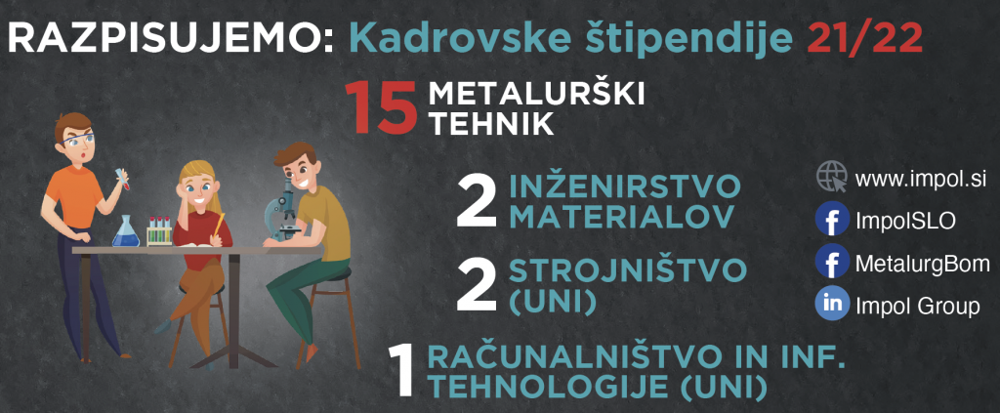 RAZPISUJEMO: Kadrovske štipendije 21/22
15 METALURŠKI
TEHNIK
2 INŽENIRSTVO
MATERIALOV
2 STROJNIŠTVO
(UNI)
1 RAČUNALNIŠTVO IN INF.
TEHNOLOGIJE (UNI)
www.impol.si
f ImpolSLO
f MetalurgBom
in Impol Group